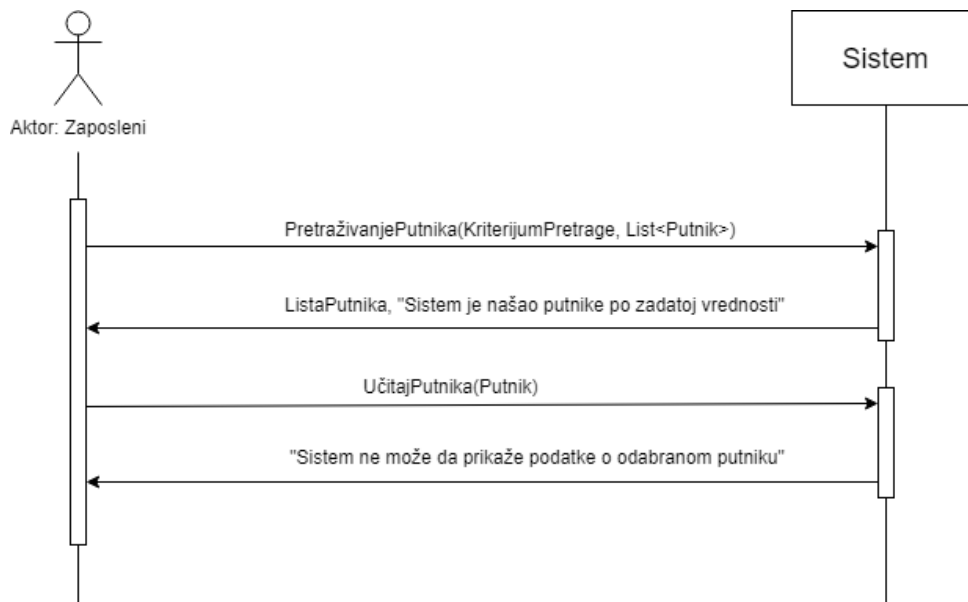 Sistem
Aktor: Zaposleni
PretraživanjePutnika(KriterijumPretrage, List<Putnik>)
ListaPutnika, "Sistem je našao putnike po zadatoj vrednosti"
UčitajPutnika(Putnik)
"Sistem ne može da prikaže podatke o odabranom putniku"